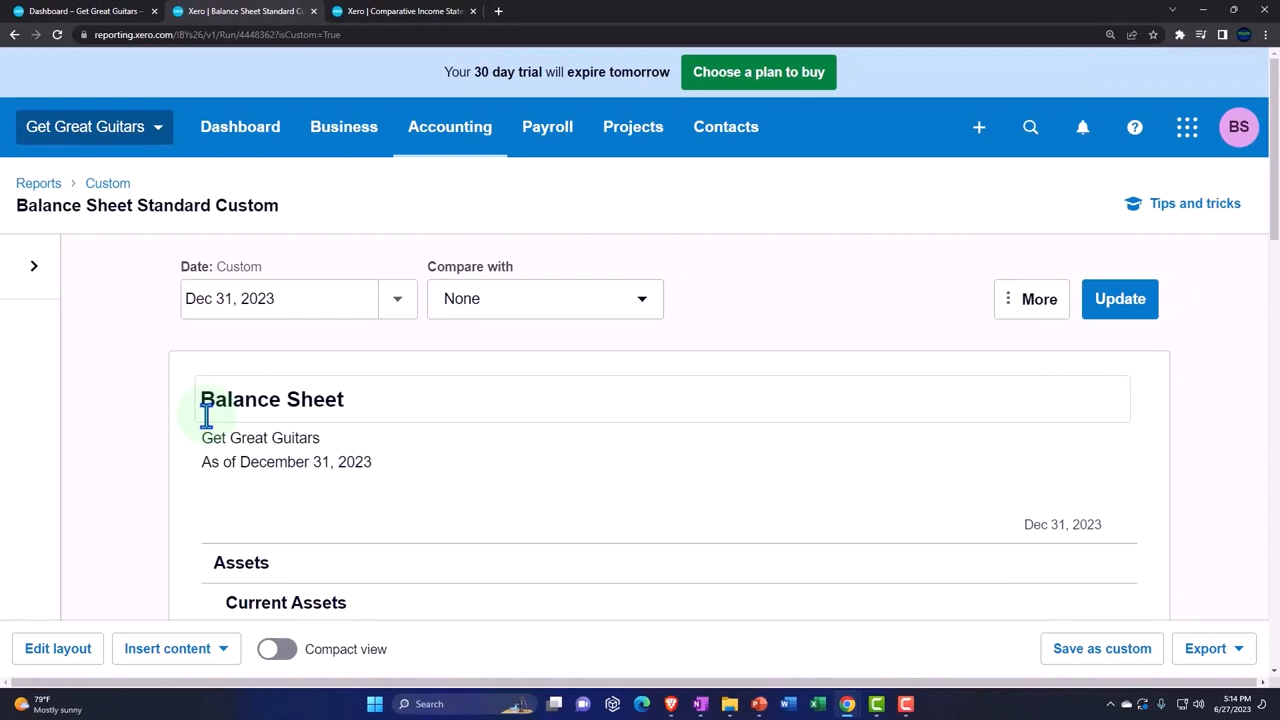 Dashboard – Get Great Guitars –
Xero | Balance Sheet Standard C
Xero | Comparative Income State
reporting.xero.com/!BYs26/v1/Run/4448362?isCustom=True
Your 30 day trial will expire tomorrow
Choose a plan to buy
Get Great Guitars
Dashboard
Business
Accounting
Payroll
Projects
Contacts
BS
Reports > Custom
Balance Sheet Standard Custom
Tips and tricks
Date: Custom
Compare with
Dec 31, 2023
None
More
Update
Balance Sheet
Get Great Guitars
As of December 31, 2023
Dec 31, 2023
Assets
Current Assets
Edit layout
Insert content
Compact view
Save as custom
Export
79°F
Mostly sunny
Search
5:14 PM
6/27/2023